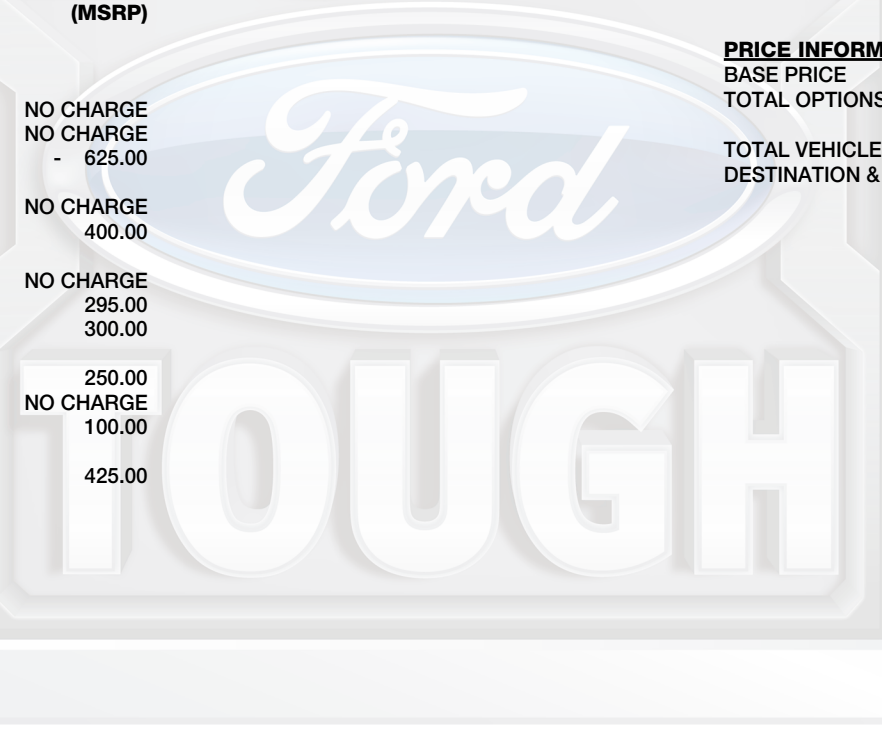 (MSRP)
NO CHARGE
NO CHARGE
- 625.00
NO CHARGE
400.00
NO CHARGE
295.00
300.00
250.00
NO CHARGE
100.00
425.00
PRICE INFORM
BASE PRICE
TOTAL OPTIONS
TOTAL VEHICLE
DESTINATION &
Ford
TOUGH